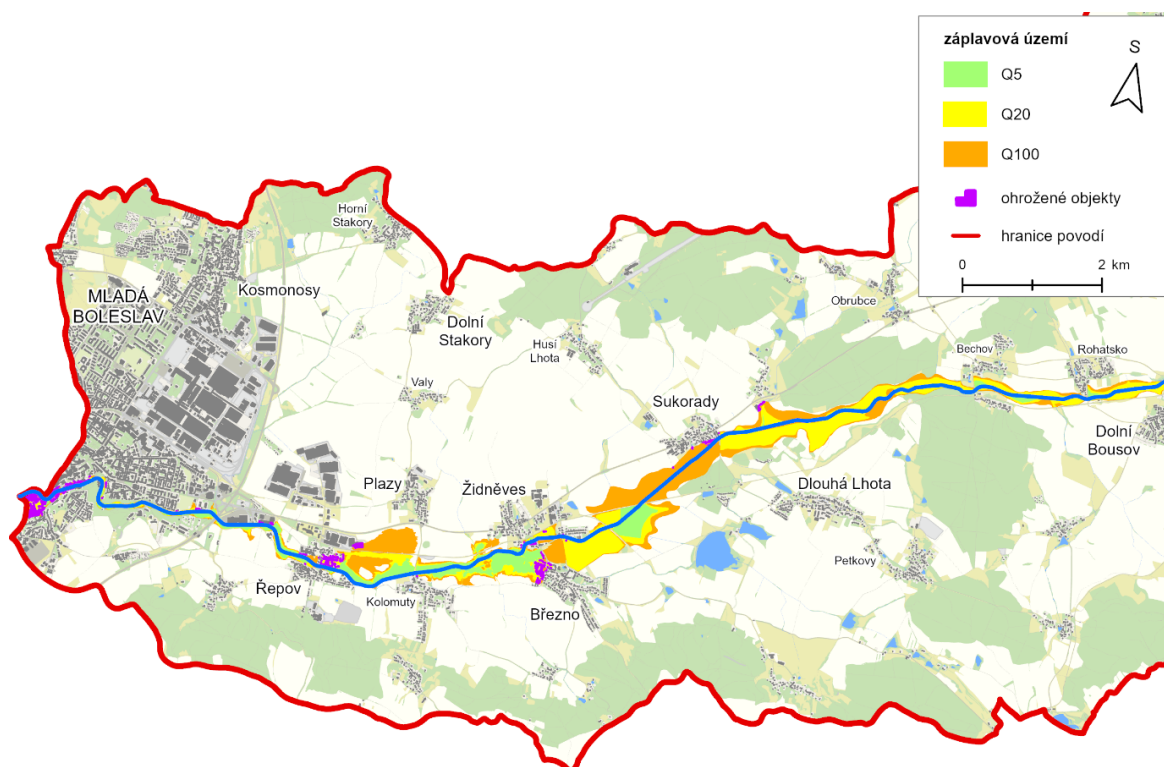 záplavová území
S
Q5
Q20
Q100
ohrožené objekty
hranice povodí
0
2 km
Horní
Stakory
Kosmonosy
MLADÁ
BOLESLAV
Dolní
Stakory
Obrubce
Husí
Lhota
Bechov
Rohatsko
Valy
Sukorady
Dolní
Bousov
Plazy
Židněves
Dlouhá Lhota
Petkovy
Řepov
Kolomuty
Březno